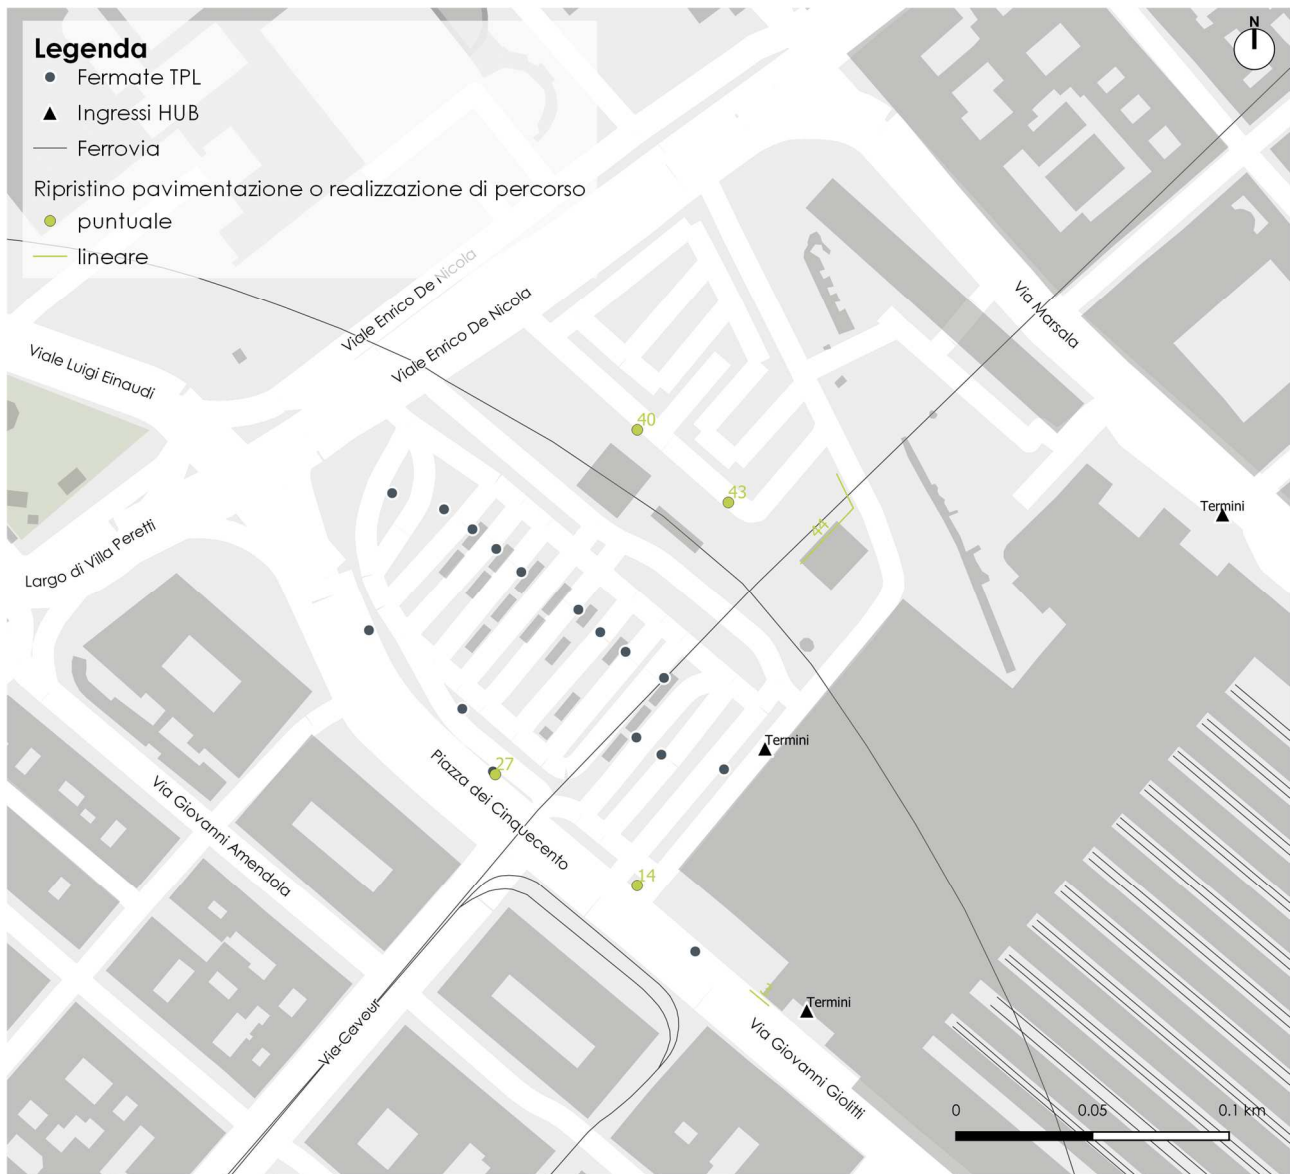 Legenda
Fermate TPL
Ingressi HUB
Ferrovia
Ripristino pavimentazione o realizzazione di percorso
puntuale
lineare
N
Viale Enrico De Nicola
Viale Enrico De Nicola
Viale Luigi Einaudi
Via Marsala
40
43
44
Termini
Largo di Villa Peretti
Termini
27
Piazza dei Cinquecento
Via Giovanni Amendola
14
Termini
Via Cavour
Via Giovanni Giolitti
0
0.05
0.1 km